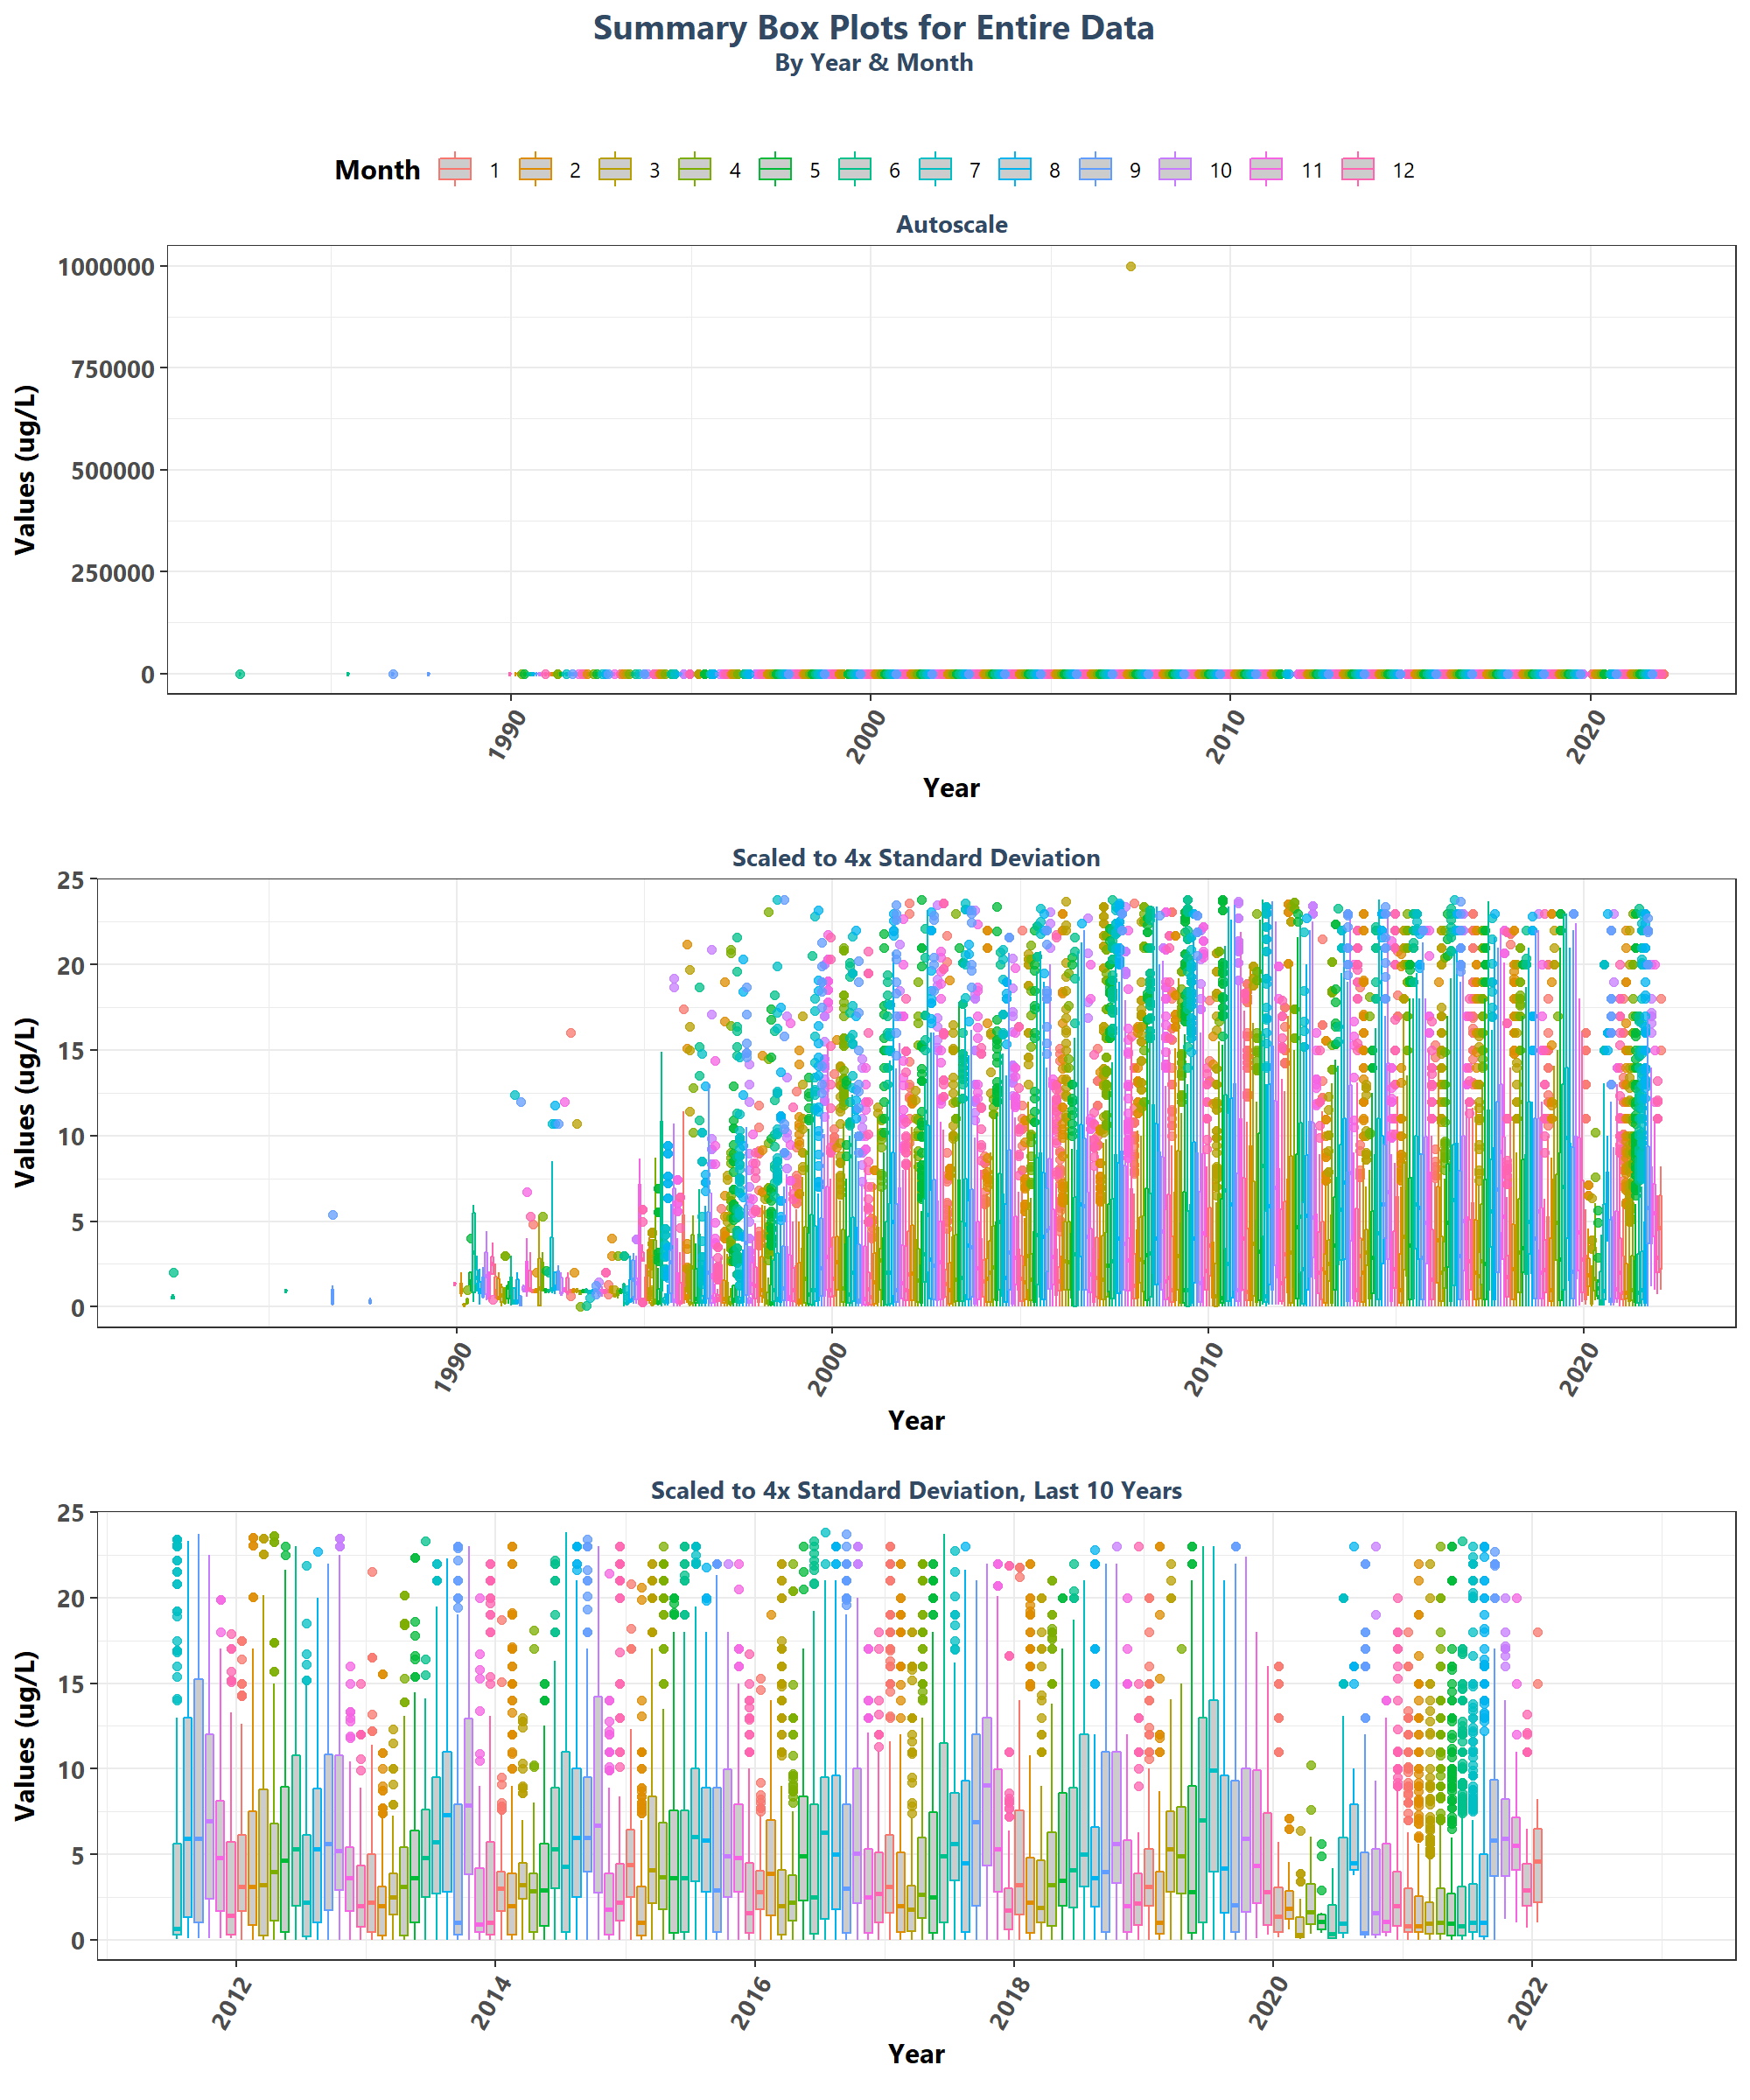 Summary Box Plots for Entire Data
By Year & Month
Month 1 2 3 4 5 6 7 8 9 10 11 12
Autoscale
1000000
750000
500000
250000
0
Values (ug/L)
1990 2000 2010 2020
Year
Scaled to 4x Standard Deviation
25
20
15
10
5
0
Values (ug/L)
1990 2000 2010 2020
Year
Scaled to 4x Standard Deviation, Last 10 Years
25
20
15
10
5
0
Values (ug/L)
2012 2014 2016 2018 2020 2022
Year